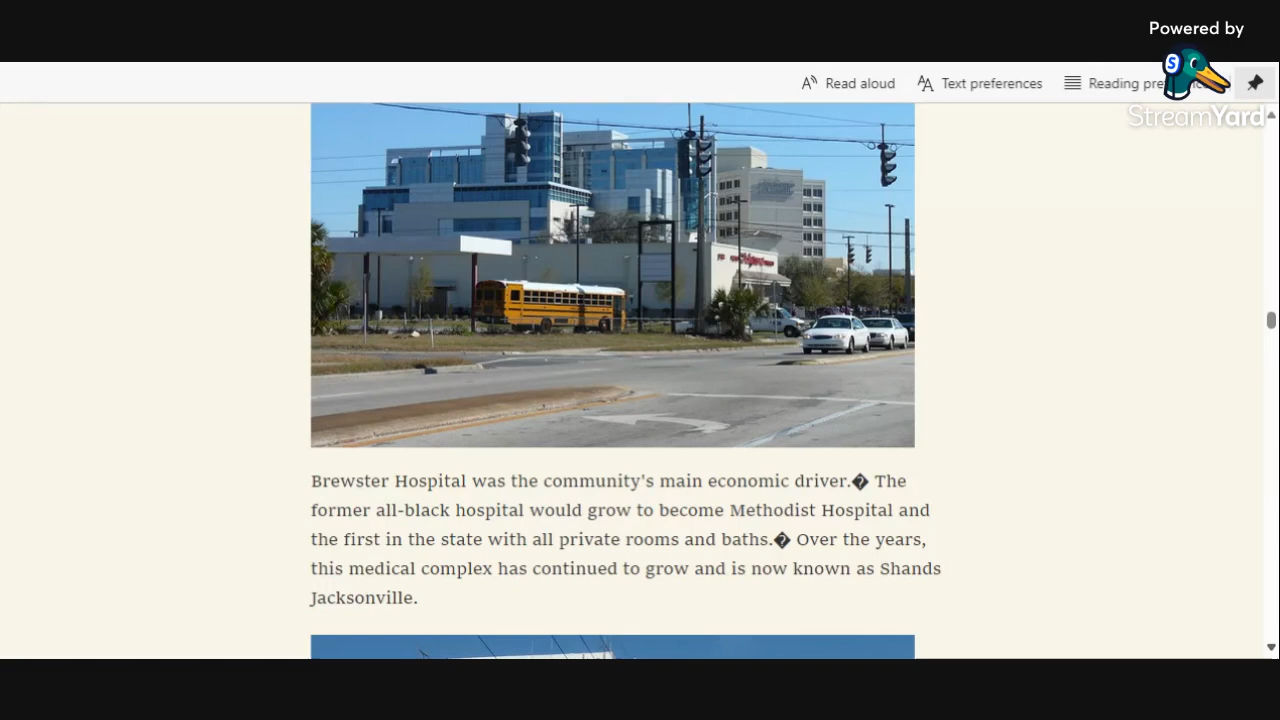 Powered by
Read aloud
Text preferences
Reading pre
StreamYard
Brewster Hospital was the community's main economic driver.� The
former all-black hospital would grow to become Methodist Hospital and
the first in the state with all private rooms and baths.� Over the years,
this medical complex has continued to grow and is now known as Shands
Jacksonville.